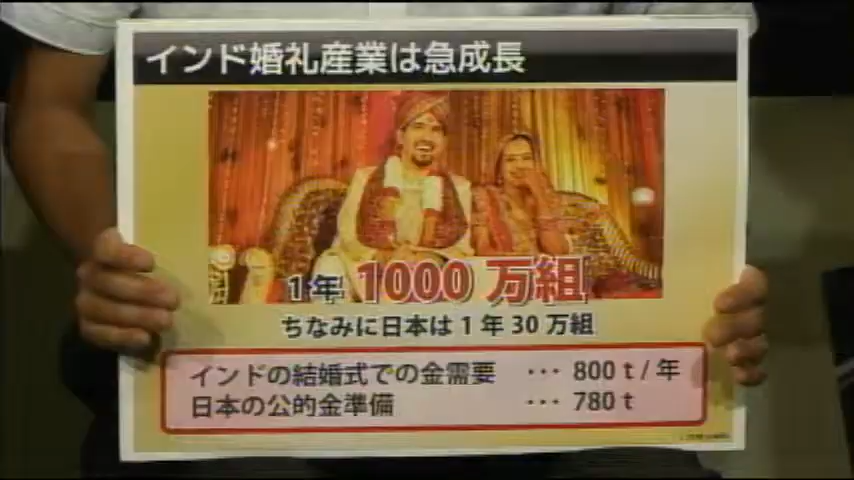 インド婚礼産業は急成長
1年 1000万組
ちなみに日本は1年30万組
インドの結婚式での金需要 … 800t/年
日本の公的金準備 … 780t